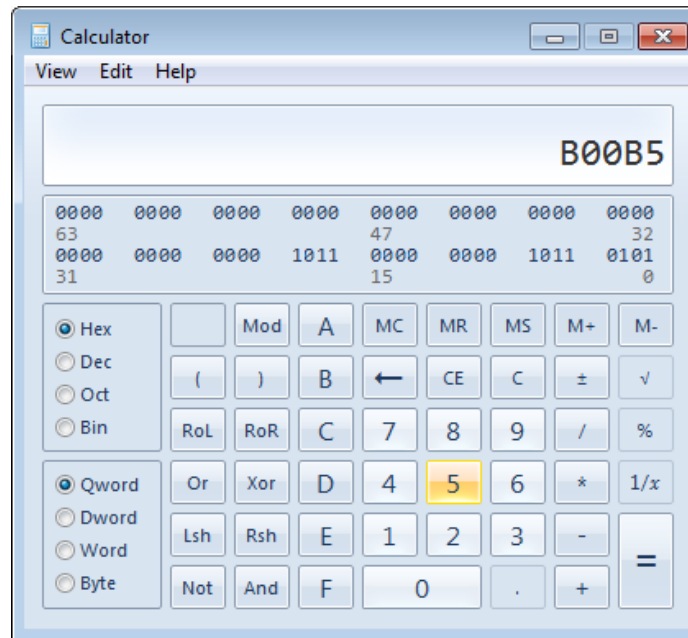 Calculator
View Edit Help
B00B5
0000 0000 0000 0000 0000 0000 0000 0000
63 47 32
0000 0000 0000 1011 0000 0000 1011 0101
31 15 0
Hex Mod A MC MR MS M+ M-
Dec
( ) B ← CE C ± √
Oct
Bin RoL RoR C 7 8 9 / %
Qword Or Xor D 4 5 6 * 1/x
Dword
Lsh Rsh E 1 2 3 - =
Word
Byte Not And F 0 . +